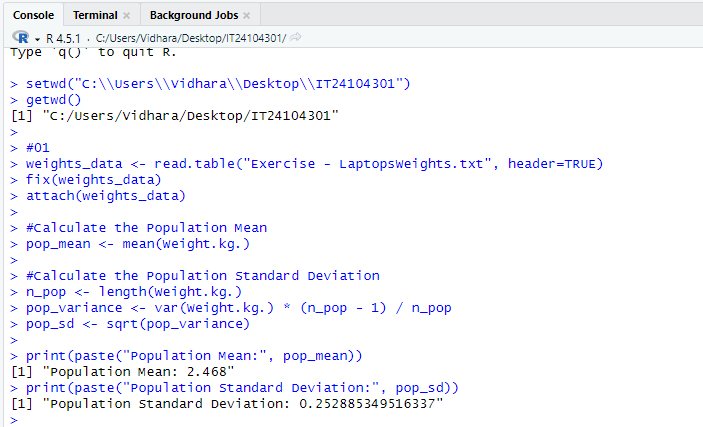 Console Terminal × Background Jobs ×
R R 4.5.1 · C:/Users/Vidhara/Desktop/IT24104301/
Type 'q()' to quit R.
> setwd("C:\\Users\\Vidhara\\Desktop\\IT24104301")
> getwd()
[1] "C:/Users/Vidhara/Desktop/IT24104301"
>
> #01
> weights_data <- read.table("Exercise - LaptopsWeights.txt", header=TRUE)
> fix(weights_data)
> attach(weights_data)
>
> #Calculate the Population Mean
> pop_mean <- mean(Weight.kg.)
>
> #Calculate the Population Standard Deviation
> n_pop <- length(Weight.kg.)
> pop_variance <- var(Weight.kg.) * (n_pop - 1) / n_pop
> pop_sd <- sqrt(pop_variance)
>
> print(paste("Population Mean:", pop_mean))
[1] "Population Mean: 2.468"
> print(paste("Population Standard Deviation:", pop_sd))
[1] "Population Standard Deviation: 0.252885349516337"
>